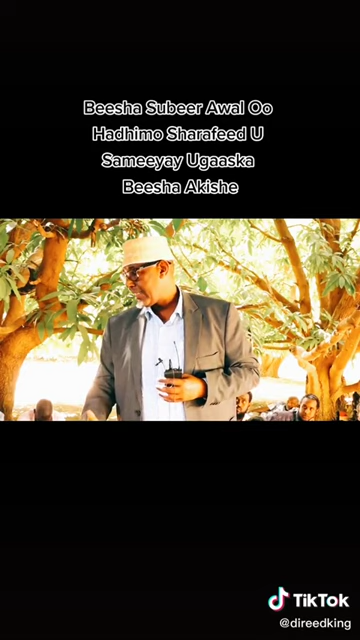 Beesha Subeer Awal Oo
Hadhimo Sharafeed U
Sameeyay Ugaaska
Beesha Akishe
TikTok
@direedking